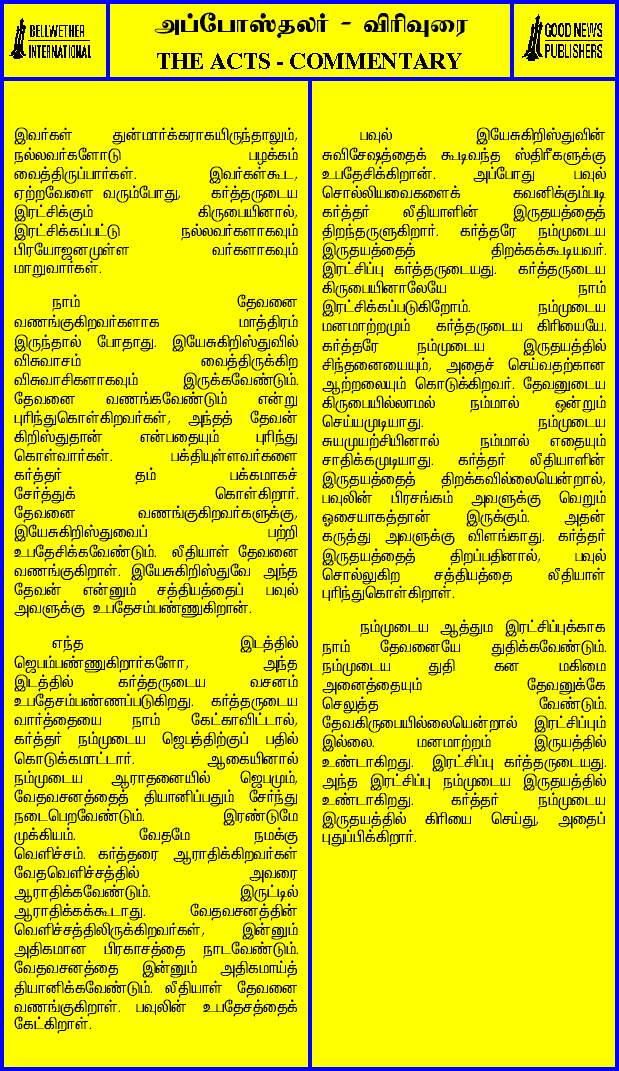 BELLWETHER
INTERNATIONAL
அப்போஸ்தலர் - விரிவுரை
THE ACTS - COMMENTARY
GOOD NEWS
PUBLISHERS
இவர்கள் துன்மார்க்கராகயிருந்தாலும்,
நல்லவர்களோடு பழக்கம்
வைத்திருப்பார்கள். இவர்கள்கூட,
ஏற்றவேளை வரும்போது, கர்த்தருடைய
இரட்சிக்கும் கிருபையினால்,
இரட்சிக்கப்பட்டு நல்லவர்களாகவும்
பிரயோஜனமுள்ள வர்களாகவும்
மாறுவார்கள்.
நாம் தேவனை
வணங்குகிறவர்களாக மாத்திரம்
இருந்தால் போதாது. இயேசுகிறிஸ்துவில்
விசுவாசம் வைத்திருக்கிற
விசுவாசிகளாகவும் இருக்கவேண்டும்.
தேவனை வணங்கவேண்டும் என்று
புரிந்துகொள்கிறவர்கள், அந்தத் தேவன்
கிறிஸ்துதான் என்பதையும் புரிந்து
கொள்வார்கள். பக்தியுள்ளவர்களை
கர்த்தர் தம் பக்கமாகச்
சேர்த்துக் கொள்கிறார்.
தேவனை வணங்குகிறவர்களுக்கு,
இயேசுகிறிஸ்துவைப் பற்றி
உபதேசிக்கவேண்டும். லீதியாள் தேவனை
வணங்குகிறாள். இயேசுகிறிஸ்துவே அந்த
தேவன் என்னும் சத்தியத்தைப் பவுல்
அவளுக்கு உபதேசம்பண்ணுகிறான்.
எந்த இடத்தில்
ஜெபம்பண்ணுகிறார்களோ, அந்த
இடத்தில் கர்த்தருடைய வசனம்
உபதேசம்பண்ணப்படுகிறது. கர்த்தருடைய
வார்த்தையை நாம் கேட்காவிட்டால்,
கர்த்தர் நம்முடைய ஜெபத்திற்குப் பதில்
கொடுக்கமாட்டார். ஆகையினால்
நம்முடைய ஆராதனையில் ஜெபமும்,
வேதவசனத்தைத் தியானிப்பதும் சேர்ந்து
நடைபெறவேண்டும். இரண்டுமே
முக்கியம். வேதமே நமக்கு
வெளிச்சம். கர்த்தரை ஆராதிக்கிறவர்கள்
வேதவெளிச்சத்தில் அவரை
ஆராதிக்கவேண்டும். இருட்டில்
ஆராதிக்கக்கூடாது. வேதவசனத்தின்
வெளிச்சத்திலிருக்கிறவர்கள், இன்னும்
அதிகமான பிரகாசத்தை நாடவேண்டும்.
வேதவசனத்தை இன்னும் அதிகமாய்த்
தியானிக்கவேண்டும். லீதியாள் தேவனை
வணங்குகிறாள். பவுலின் உபதேசத்தைக்
கேட்கிறாள்.
பவுல் இயேசுகிறிஸ்துவின்
சுவிசேஷத்தைக் கூடிவந்த ஸ்திரீகளுக்கு
உபதேசிக்கிறான். அப்போது பவுல்
சொல்லியவைகளைக் கவனிக்கும்படி
கர்த்தர் லீதியாளின் இருதயத்தைத்
திறந்தருளுகிறார். கர்த்தரே நம்முடைய
இருதயத்தைத் திறக்கக்கூடியவர்.
இரட்சிப்பு கர்த்தருடையது. கர்த்தருடைய
கிருபையினாலேயே நாம்
இரட்சிக்கப்படுகிறோம். நம்முடைய
மனமாற்றமும் கர்த்தருடைய கிரியையே.
கர்த்தரே நம்முடைய இருதயத்தில்
சிந்தனையையும், அதைச் செய்வதற்கான
ஆற்றலையும் கொடுக்கிறவர். தேவனுடைய
கிருபையில்லாமல் நம்மால் ஒன்றும்
செய்யமுடியாது. நம்முடைய
சுயமுயற்சியினால் நம்மால் எதையும்
சாதிக்கமுடியாது. கர்த்தர் லீதியாளின்
இருதயத்தைத் திறக்கவில்லையென்றால்,
பவுலின் பிரசங்கம் அவளுக்கு வெறும்
ஓசையாகத்தான் இருக்கும். அதன்
கருத்து அவளுக்கு விளங்காது. கர்த்தர்
இருதயத்தைத் திறப்பதினால், பவுல்
சொல்லுகிற சத்தியத்தை லீதியாள்
புரிந்துகொள்கிறாள்.
நம்முடைய ஆத்தும இரட்சிப்புக்காக
நாம் தேவனையே துதிக்கவேண்டும்.
நம்முடைய துதி கன மகிமை
அனைத்தையும் தேவனுக்கே
செலுத்த வேண்டும்.
தேவகிருபையில்லையென்றால் இரட்சிப்பும்
இல்லை. மனமாற்றம் இருயத்தில்
உண்டாகிறது. இரட்சிப்பு கர்த்தருடையது.
அந்த இரட்சிப்பு நம்முடைய இருதயத்தில்
உண்டாகிறது. கர்த்தர் நம்முடைய
இருதயத்தில் கிரியை செய்து, அதைப்
புதுப்பிக்கிறார்.